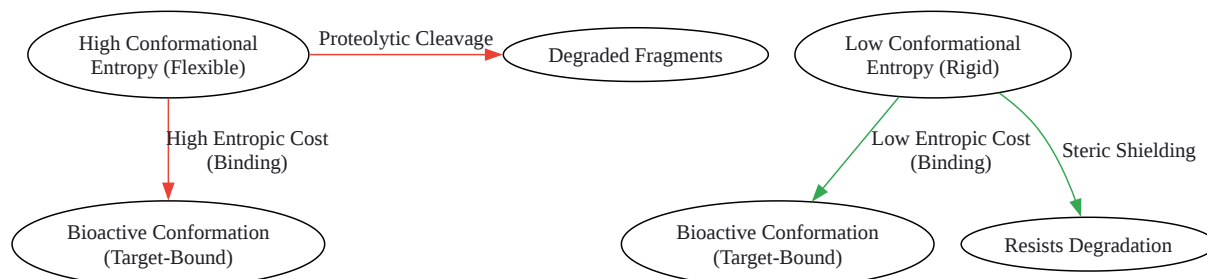 High Conformational
Entropy (Flexible)
Proteolytic Cleavage
Degraded Fragments
Low Conformational
Entropy (Rigid)
High Entropic Cost
(Binding)
Low Entropic Cost
(Binding)
Steric Shielding
Bioactive Conformation
(Target-Bound)
Bioactive Conformation
(Target-Bound)
Resists Degradation